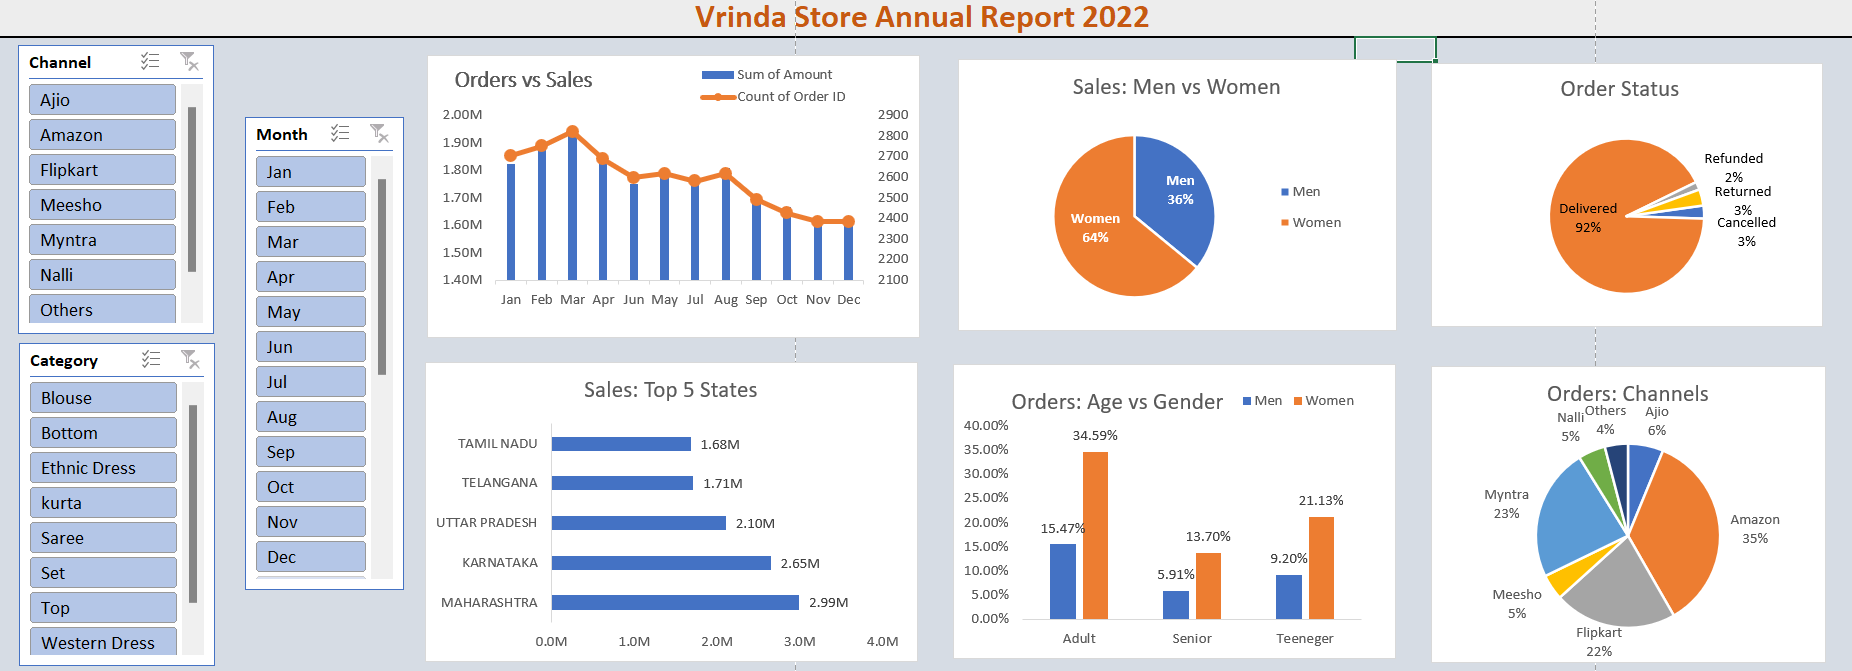 Vrinda Store Annual Report 2022
Channel
Ajio
Amazon
Flipkart
Meesho
Myntra
Nalli
Others
Category
Blouse
Bottom
Ethnic Dress
kurta
Saree
Set
Top
Western Dress
Month
Jan
Feb
Mar
Apr
May
Jun
Jul
Aug
Sep
Oct
Nov
Dec
Orders vs Sales
Sum of Amount
Count of Order ID
2.00M
1.90M
1.80M
1.70M
1.60M
1.50M
1.40M
2900
2800
2700
2600
2500
2400
2300
2200
2100
Jan Feb Mar Apr Jun May Jul Aug Sep Oct Nov Dec
Sales: Men vs Women
Men
36%
Women
64%
Men
Women
Order Status
Refunded
2%
Returned
3%
Cancelled
3%
Delivered
92%
Sales: Top 5 States
TAMIL NADU 1.68M
TELANGANA 1.71M
UTTAR PRADESH 2.10M
KARNATAKA 2.65M
MAHARASHTRA 2.99M
0.0M 1.0M 2.0M 3.0M 4.0M
Orders: Age vs Gender
Men Women
40.00%
35.00%
30.00%
25.00%
20.00%
15.00%
10.00%
5.00%
0.00%
15.47% 34.59%
5.91% 13.70%
9.20% 21.13%
Adult Senior Teeneger
Orders: Channels
Nalli
5%
Others
4%
Ajio
6%
Myntra
23%
Amazon
35%
Meesho
5%
Flipkart
22%